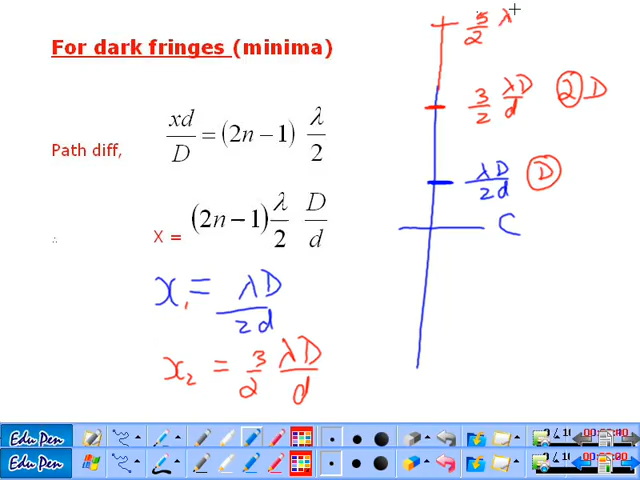 For dark fringes (minima)
5/2 λ
3/2 λD/d ② D
Path diff, xd/D = (2n − 1) λ/2
λD/2d Ⓓ
C
∴ X = (2n − 1) λ/2 D/d
x₁ = λD/2d
x₂ = 3/2 λD/d
Edu Pen
Edu Pen